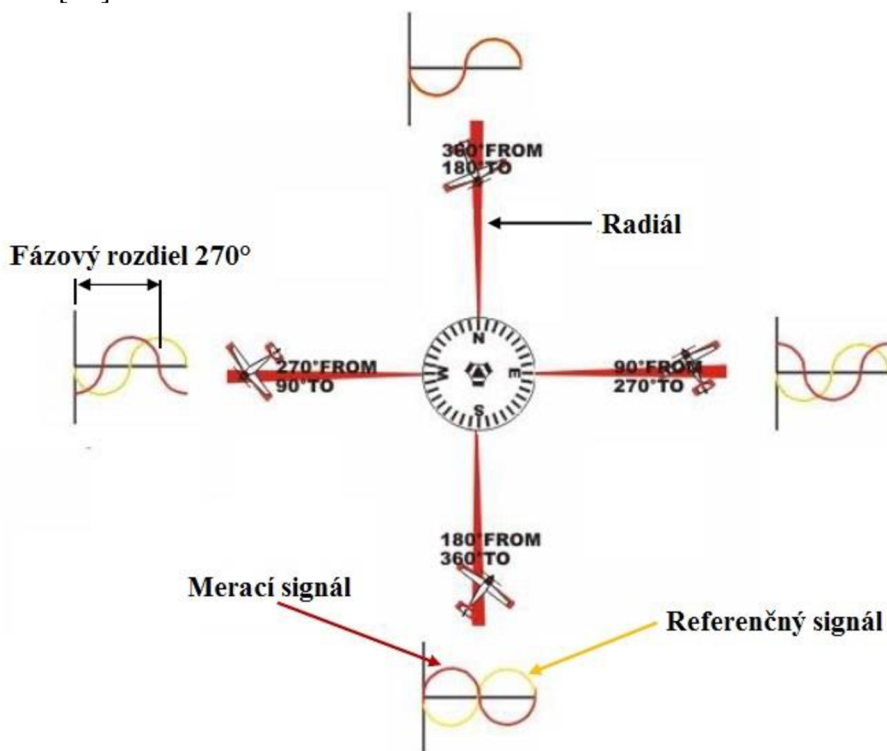 360°FROM
180°TO
Radiál
Fázový rozdiel 270°
270°FROM
90°TO
N
W
E
S
90°FROM
270°TO
180°FROM
360°TO
Merací signál
Referenčný signál